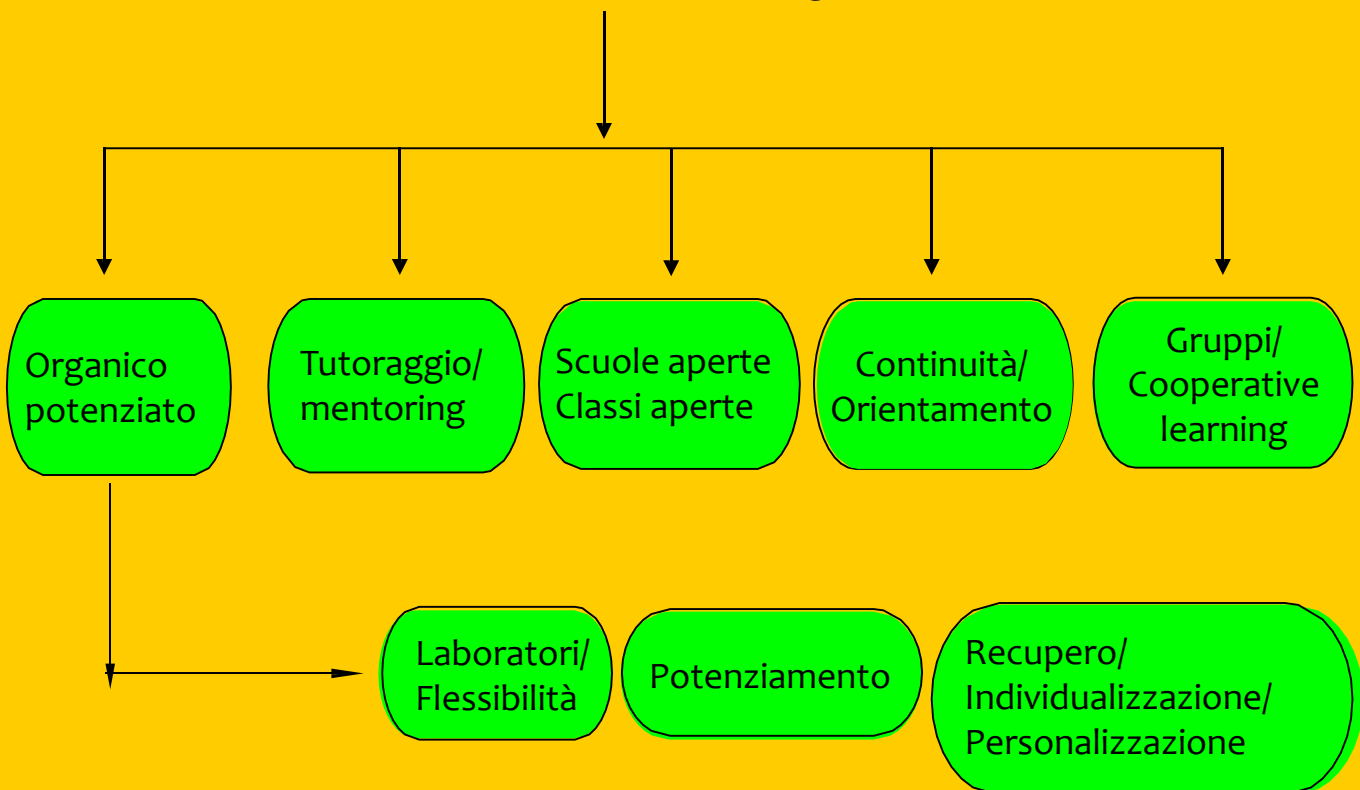 Organico
potenziato
Tutoraggio/
mentoring
Scuole aperte
Classi aperte
Continuità/
Orientamento
Gruppi/
Cooperative
learning
Laboratori/
Flessibilità
Potenziamento
Recupero/
Individualizzazione/
Personalizzazione